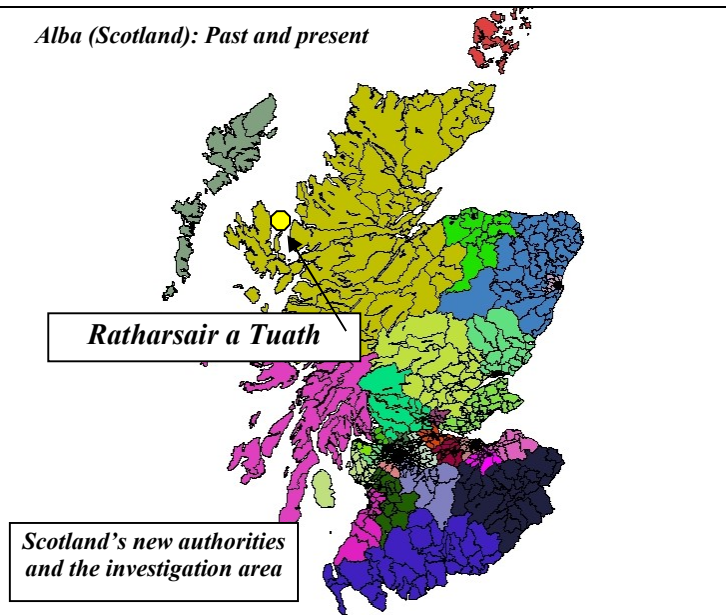 Alba (Scotland): Past and present
Ratharsair a Tuath
Scotland's new authorities
and the investigation area